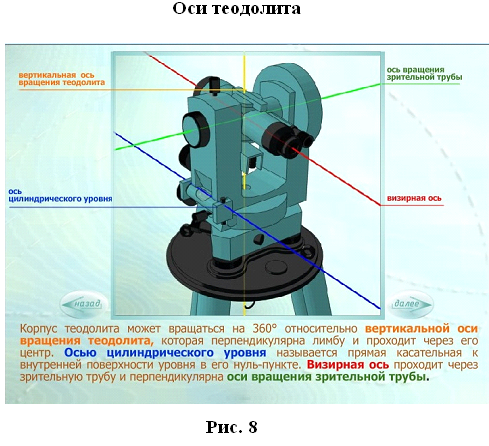 Оси теодолита
вертикальная ось
вращения теодолита
ось вращения
зрительной трубы
ось
цилиндрического уровня
визирная ось
назад
далее
Корпус теодолита может вращаться на 360° относительно вертикальной оси
вращения теодолита, которая перпендикулярна лимбу и проходит через его
центр. Осью цилиндрического уровня называется прямая касательная к
внутренней поверхности уровня в его нуль-пункте. Визирная ось проходит через
зрительную трубу и перпендикулярна оси вращения зрительной трубы.
Рис. 8